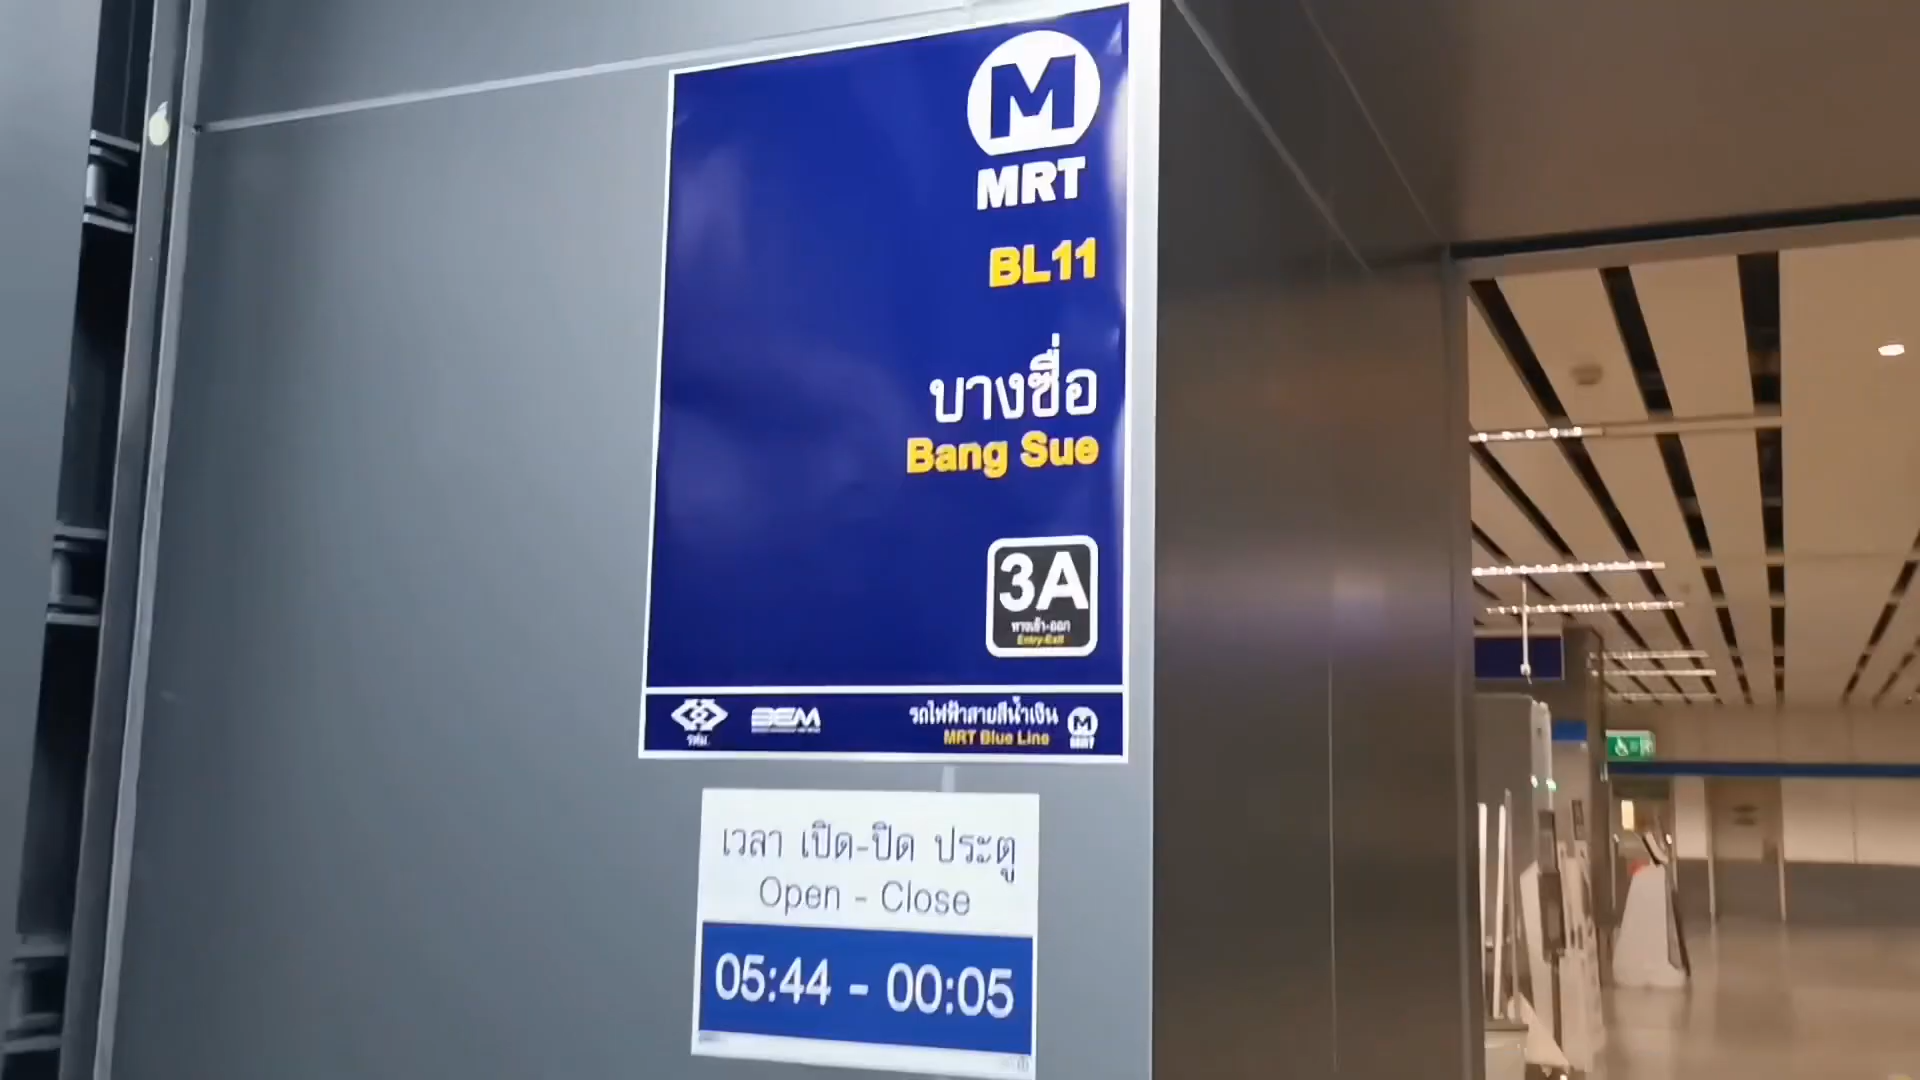 M
MRT
BL11
บางซื่อ
Bang Sue
3A
ทางเข้า-ออก
Entry-Exit
รฟม.
BEM
รถไฟฟ้าสายสีน้ำเงิน
MRT Blue Line
M
MRT
เวลา เปิด-ปิด ประตู
Open - Close
05:44 - 00:05